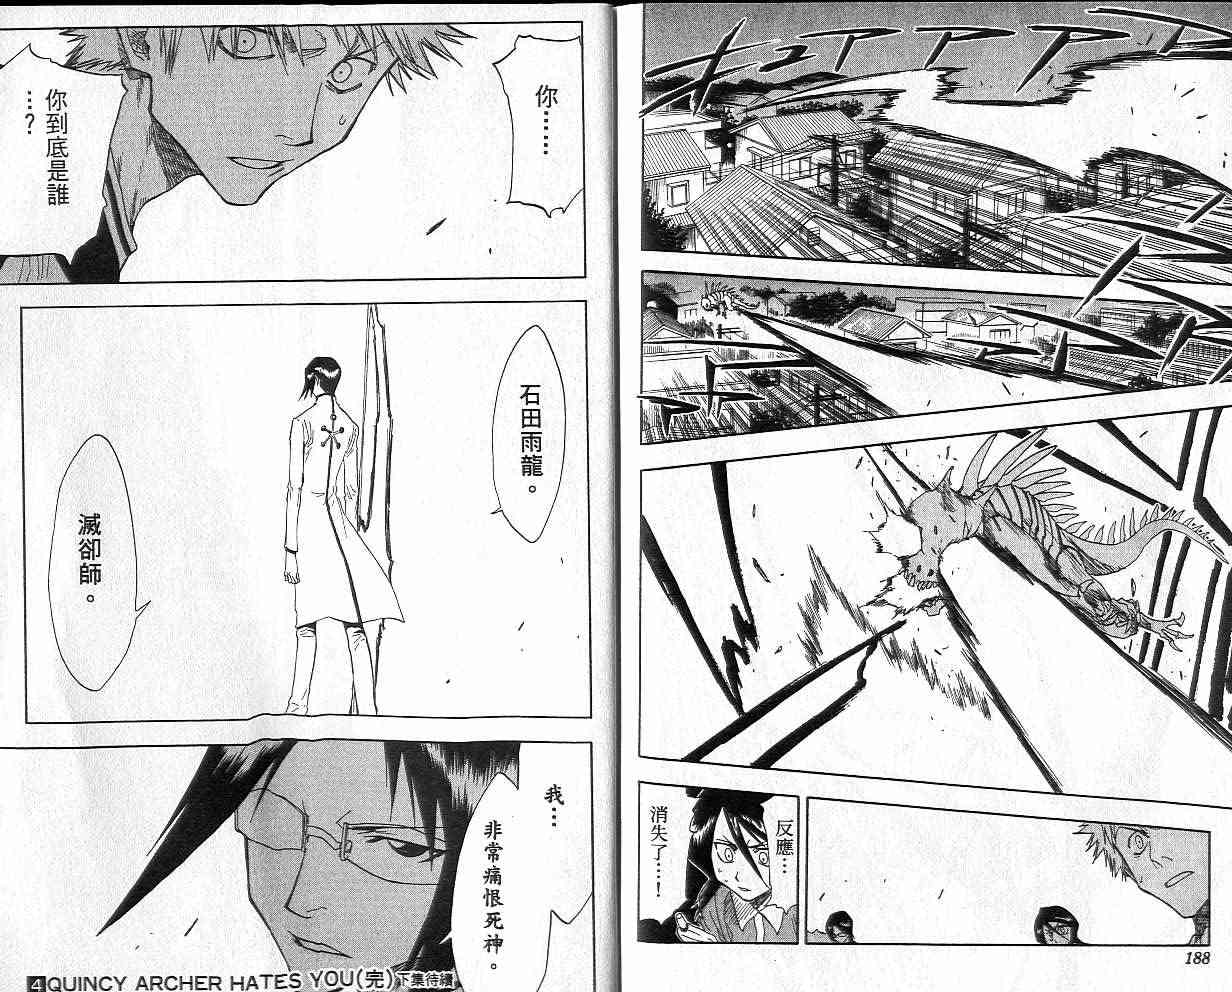 キュアアアアア
反應…
消失了…！
188
你……
你到底是誰
…？
石田雨龍。
滅卻師。
我…
非常痛恨死神。
4 QUINCY ARCHER HATES YOU(完)下集待續